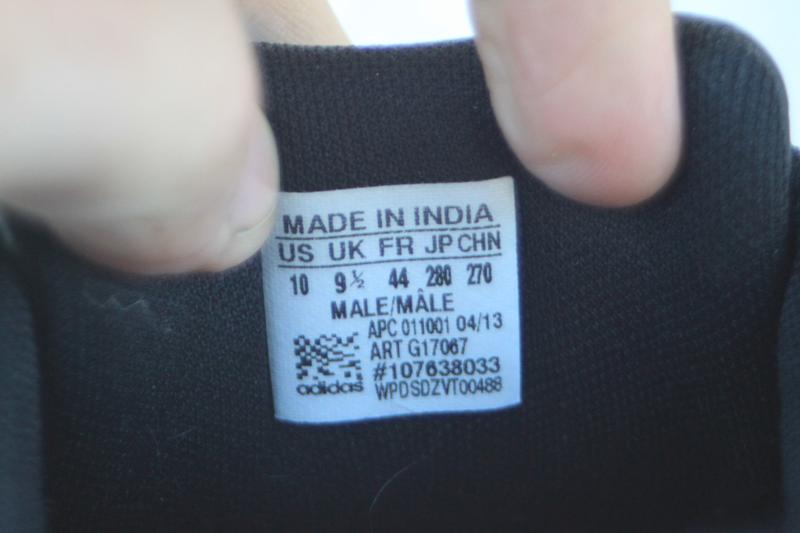 MADE IN INDIA
US UK FR JP CHN
10 9½ 44 280 270
MALE/MÂLE
APC 011001 04/13
ART G17067
#107638033
adidas WPDSDZVT00488